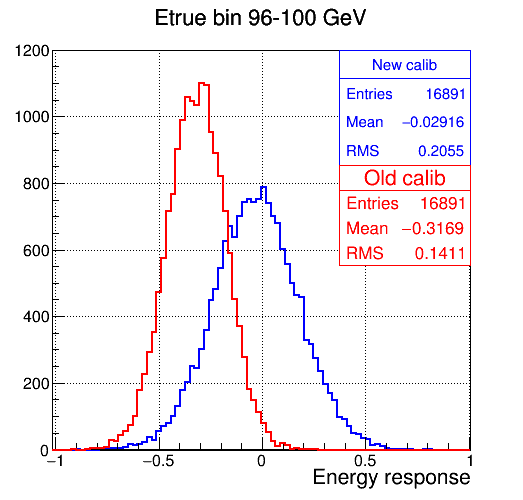 Etrue bin 96-100 GeV
1200
1000
800
600
400
200
0
New calib
Entries 16891
Mean −0.02916
RMS 0.2055
Old calib
Entries 16891
Mean −0.3169
RMS 0.1411
−1 −0.5 0 0.5 1
Energy response